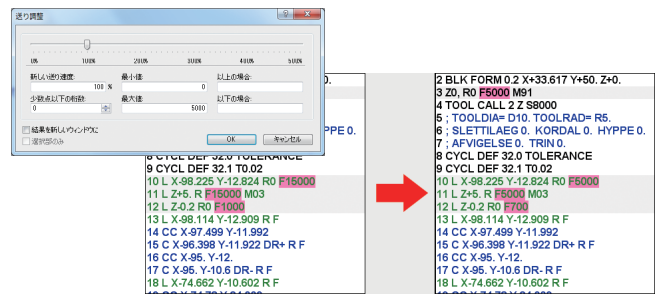 送り調整
0% 100% 200% 300% 400% 500%
新しい送り速度: 最小値: 以上の場合:
100 % 0
少数点以下の桁数: 最大値: 以下の場合:
0 5000
結果を新しいウィンドウに
選択部のみ
OK キャンセル
0.
PPE 0.
8 CYCL DEF 32.0 TOLERANCE
9 CYCL DEF 32.1 T0.02
10 L X-98.225 Y-12.824 R0 F15000
11 L Z+5. R F15000 M03
12 L Z-0.2 R0 F1000
13 L X-98.114 Y-12.909 R F
14 CC X-97.499 Y-11.992
15 C X-96.398 Y-11.922 DR+ R F
16 CC X-95. Y-12.
17 C X-95. Y-10.6 DR- R F
18 L X-74.662 Y-10.602 R F
2 BLK FORM 0.2 X+33.617 Y+50. Z+0.
3 Z0, R0 F5000 M91
4 TOOL CALL 2 Z S8000
5 ; TOOLDIA= D10. TOOLRAD= R5.
6 ; SLETTILAEG 0. KORDAL 0. HYPPE 0.
7 ; AFVIGELSE 0. TRIN 0.
8 CYCL DEF 32.0 TOLERANCE
9 CYCL DEF 32.1 T0.02
10 L X-98.225 Y-12.824 R0 F5000
11 L Z+5. R F5000 M03
12 L Z-0.2 R0 F700
13 L X-98.114 Y-12.909 R F
14 CC X-97.499 Y-11.992
15 C X-96.398 Y-11.922 DR+ R F
16 CC X-95. Y-12.
17 C X-95. Y-10.6 DR- R F
18 L X-74.662 Y-10.602 R F